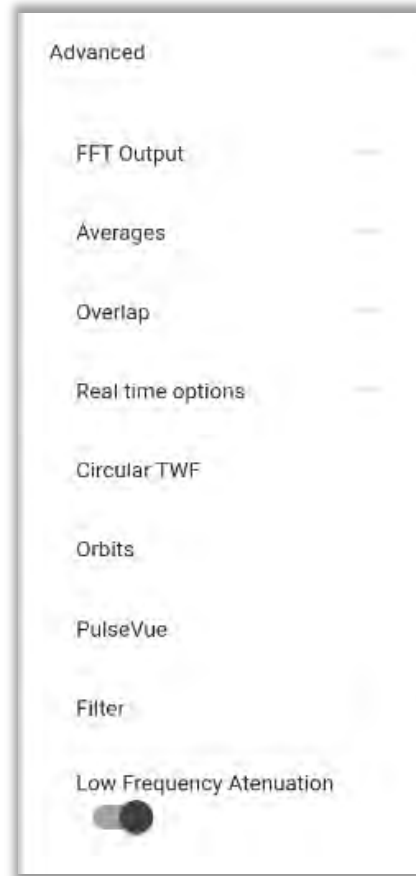 Advanced
FFT Output
Averages
Overlap
Real time options
Circular TWF
Orbits
PulseVue
Filter
Low Frequency Atenuation